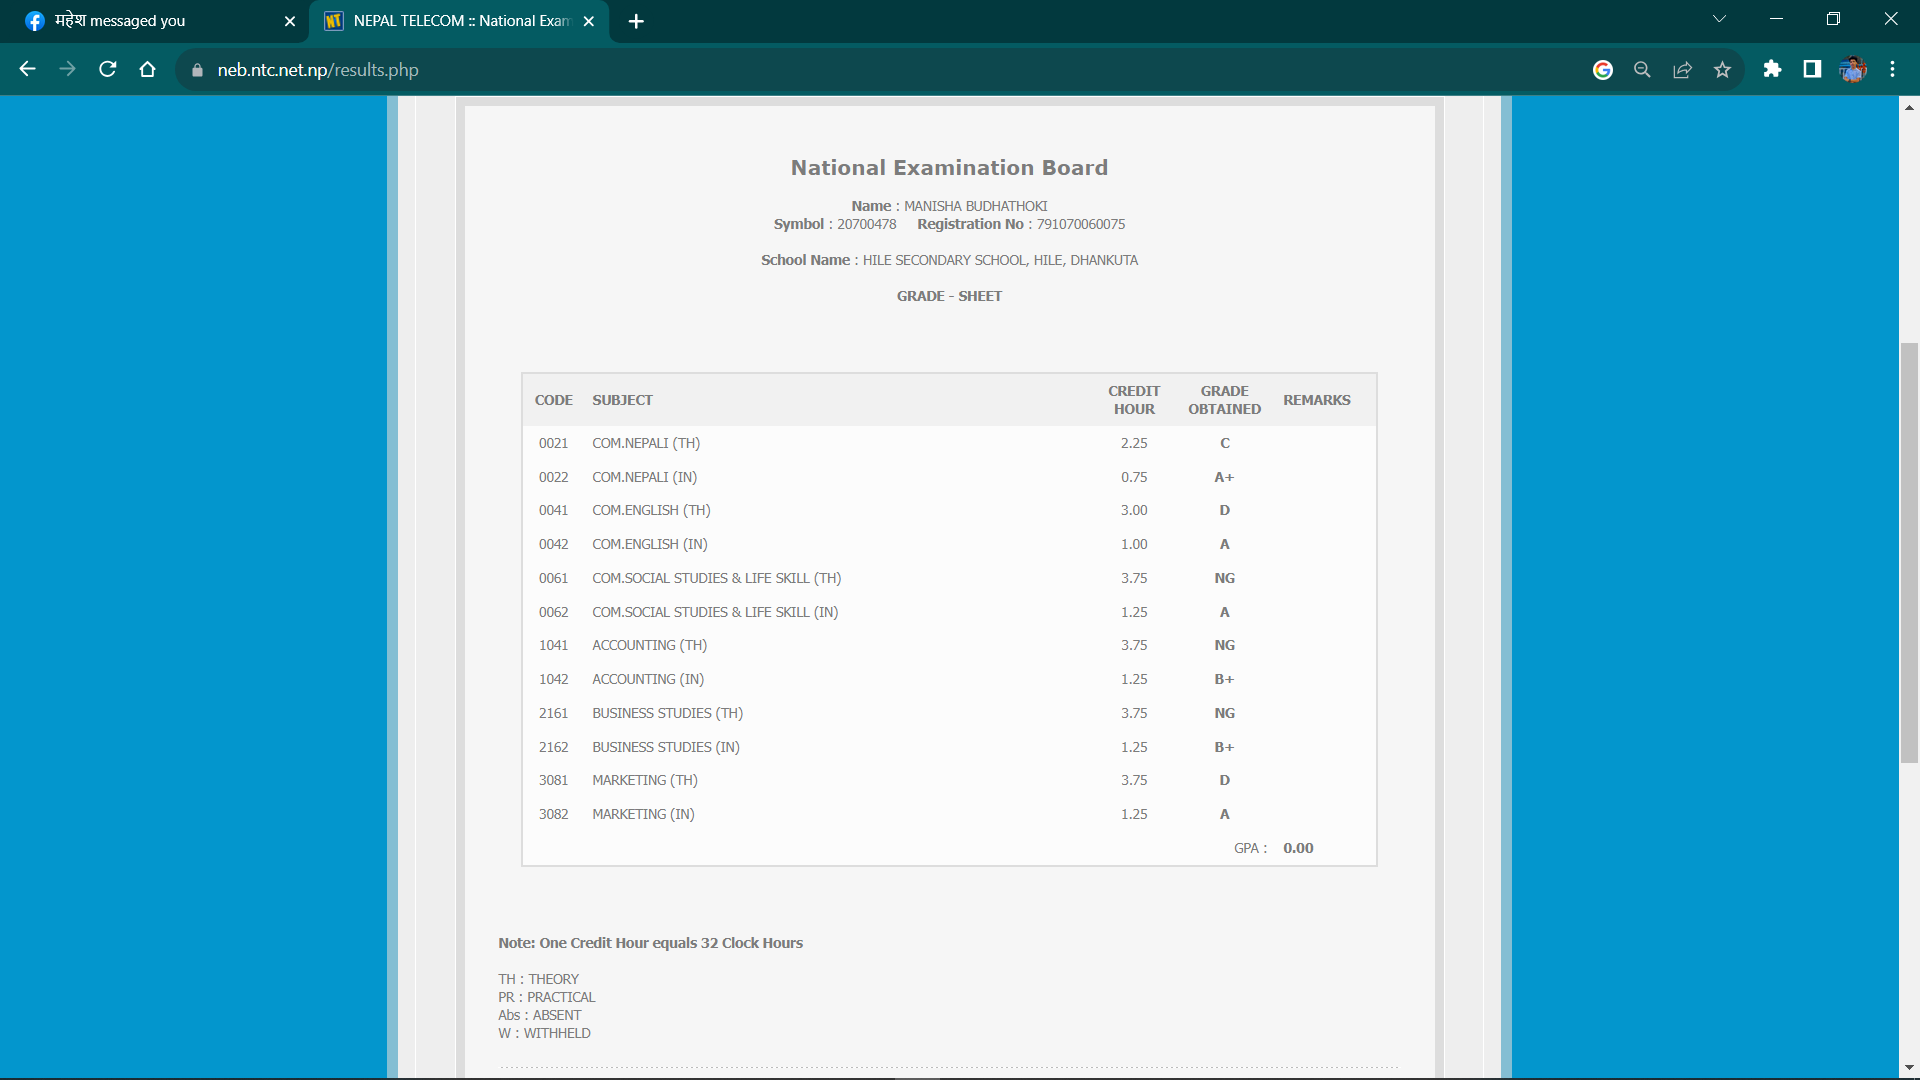 महेश messaged you
NEPAL TELECOM :: National Exam
neb.ntc.net.np/results.php
National Examination Board
Name : MANISHA BUDHATHOKI
Symbol : 20700478 Registration No : 791070060075
School Name : HILE SECONDARY SCHOOL, HILE, DHANKUTA
GRADE - SHEET
CODE SUBJECT CREDIT HOUR GRADE OBTAINED REMARKS
0021 COM.NEPALI (TH) 2.25 C
0022 COM.NEPALI (IN) 0.75 A+
0041 COM.ENGLISH (TH) 3.00 D
0042 COM.ENGLISH (IN) 1.00 A
0061 COM.SOCIAL STUDIES & LIFE SKILL (TH) 3.75 NG
0062 COM.SOCIAL STUDIES & LIFE SKILL (IN) 1.25 A
1041 ACCOUNTING (TH) 3.75 NG
1042 ACCOUNTING (IN) 1.25 B+
2161 BUSINESS STUDIES (TH) 3.75 NG
2162 BUSINESS STUDIES (IN) 1.25 B+
3081 MARKETING (TH) 3.75 D
3082 MARKETING (IN) 1.25 A
GPA : 0.00
Note: One Credit Hour equals 32 Clock Hours
TH : THEORY
PR : PRACTICAL
Abs : ABSENT
W : WITHHELD